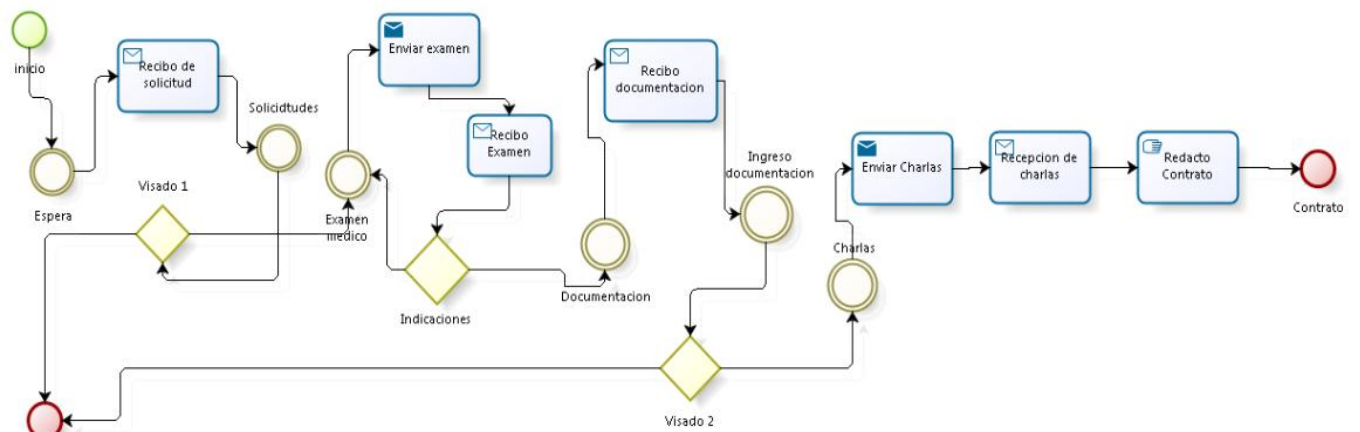 inicio
Recibo de
solicitud
Espera
Solicidtudes
Visado 1
Enviar examen
Recibo
Examen
Examen
medico
Indicaciones
Recibo
documentacion
Documentacion
Ingreso
documentacion
Visado 2
Charlas
Enviar Charlas
Recepcion de
charlas
Redacto
Contrato
Contrato